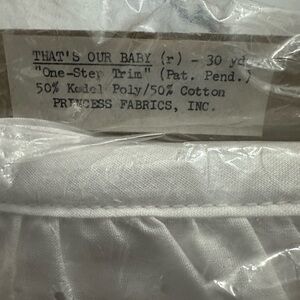 THAT'S OUR BABY (r) - 30 yd
"One-Step Trim" (Pat. Pend.)
50% Kodel Poly/50% Cotton
PRINCESS FABRICS, INC.